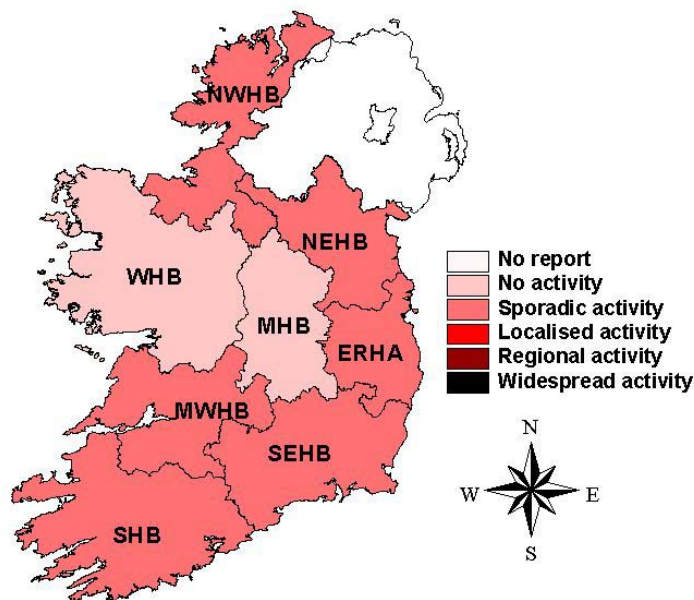 NWHB
NEHB
WHB
MHB
ERHA
MWHB
SEHB
SHB
No report
No activity
Sporadic activity
Localised activity
Regional activity
Widespread activity
N
W E
S